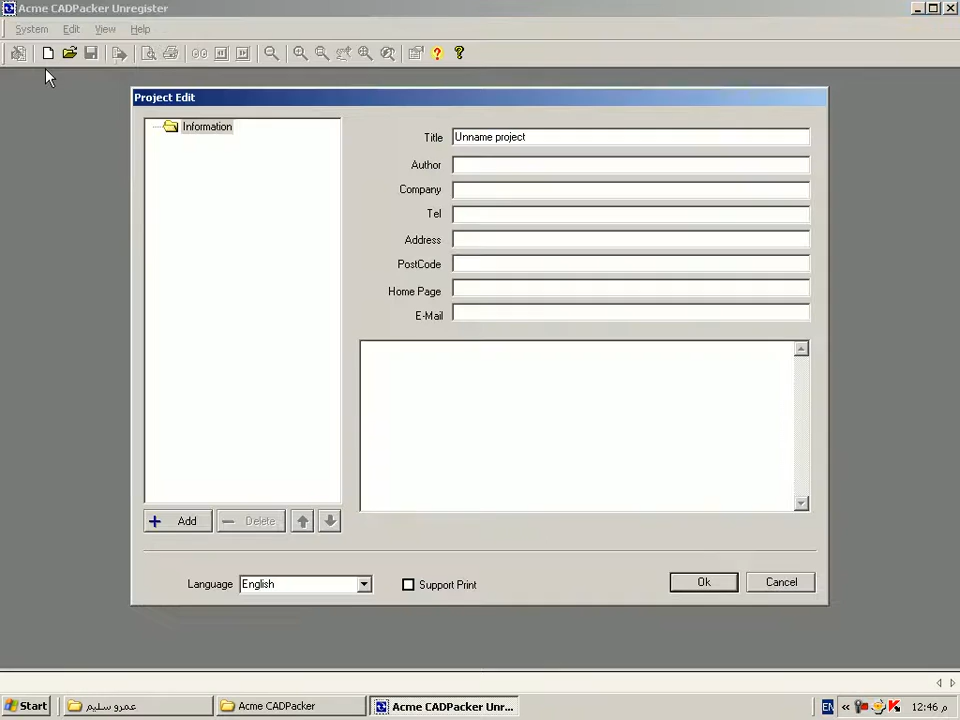 Acme CADPacker Unregister
System Edit View Help
Project Edit
Information
Title Unname project
Author
Company
Tel
Address
PostCode
Home Page
E-Mail
Add Delete
Language English Support Print Ok Cancel
Start عمرو سليم Acme CADPacker Acme CADPacker Unr... EN 12:46 م